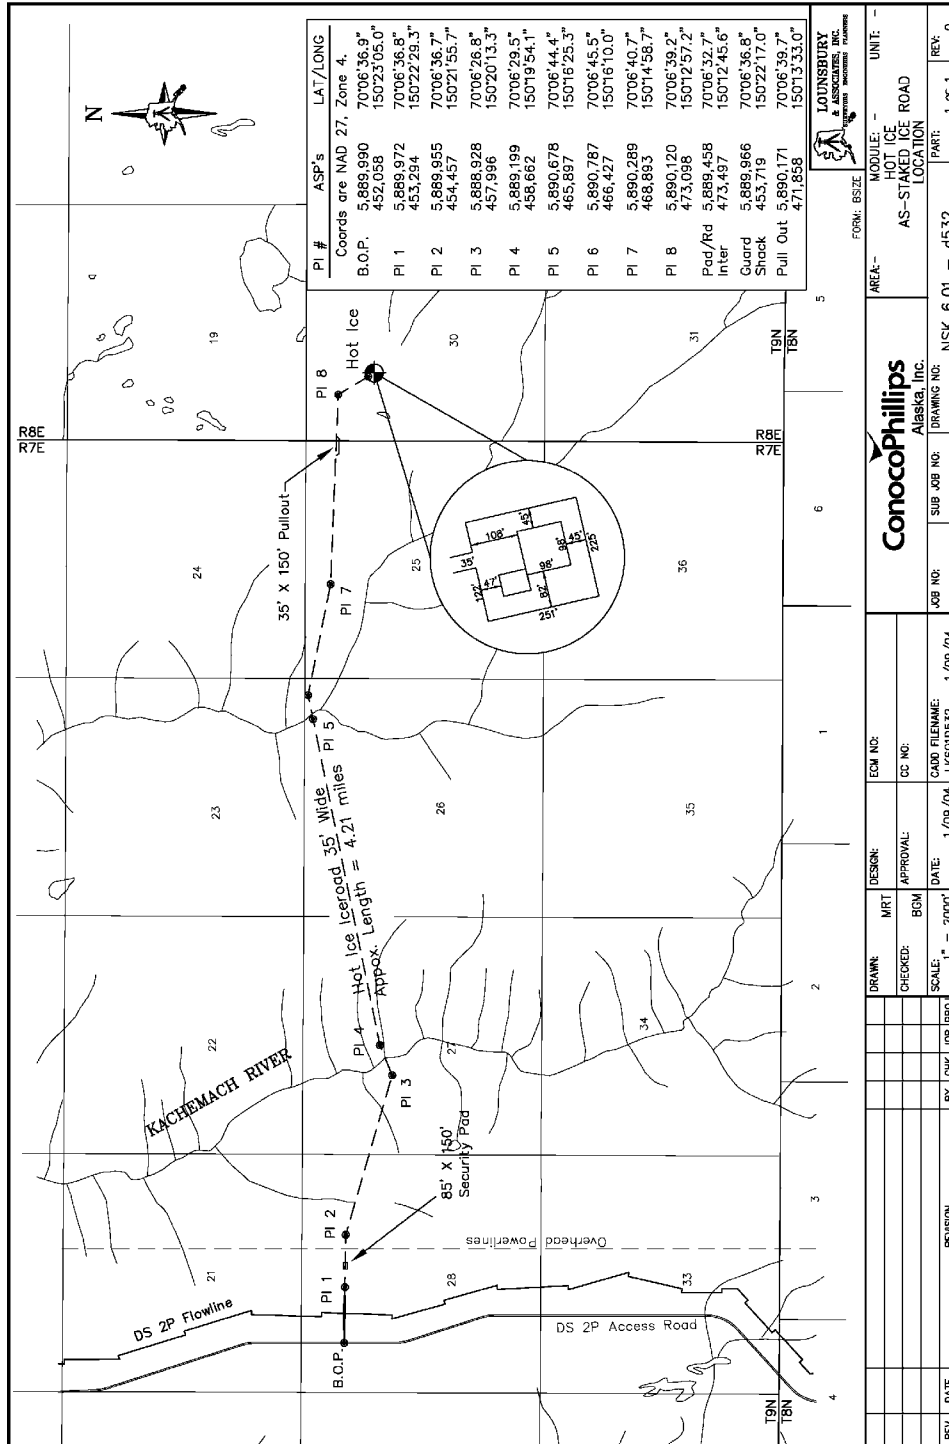 N
PI # ASP's LAT/LONG
Coords are NAD 27, Zone 4.
B.O.P. 5,889,990 70°06'36.9"
452,058 150°23'05.0"
PI 1 5,889,972 70°06'36.8"
453,294 150°22'29.3"
PI 2 5,889,955 70°06'36.7"
454,457 150°21'55.7"
PI 3 5,888,928 70°06'26.8"
457,996 150°20'13.3"
PI 4 5,889,199 70°06'29.5"
458,662 150°19'54.1"
PI 5 5,890,678 70°06'44.4"
465,897 150°16'25.3"
PI 6 5,890,787 70°06'45.5"
466,427 150°16'10.0"
PI 7 5,890,289 70°06'40.7"
468,893 150°14'58.7"
PI 8 5,890,120 70°06'39.2"
473,098 150°12'57.2"
Pad/Rd 5,889,458 70°06'32.7"
Inter 473,497 150°12'45.6"
Guard 5,889,966 70°06'36.8"
Shack 453,719 150°22'17.0"
Pull Out 5,890,171 70°06'39.7"
471,858 150°13'33.0"
DS 2P Flowline
DS 2P Access Road
Overhead Powerlines
KACHEMACH RIVER
B.O.P.
PI 1
PI 2
85' X 150'
Security Pad
PI 3
PI 4
Hot Ice Iceroad 35' Wide
Appox. Length = 4.21 miles
PI 5
PI 7
35' X 150' Pullout
PI 8
Hot Ice
R8E
R7E
R8E
R7E
21
22
23
24
19
28
27
26
25
30
33
34
35
36
31
4
3
2
1
6
5
T9N
T8N
T9N
T8N
35'
108'
45'
122'
47'
98'
98'
45'
82'
225'
251'
LOUNSBURY
& ASSOCIATES, INC.
SURVEYORS ENGINEERS PLANNERS
FORM: BSIZE
ConocoPhillips
Alaska, Inc.
AREA:-
MODULE: -
UNIT: -
HOT ICE
AS-STAKED ICE ROAD
LOCATION
JOB NO:
SUB JOB NO:
DRAWING NO:
NSK 6.01 - d532
PART:
REV:
DRAWN:
MRT
DESIGN:
ECM NO:
CHECKED:
BGM
APPROVAL:
CC NO:
SCALE:
1" = 2000'
DATE:
1/09/04
CADD FILENAME:
REV
DATE
REVISION
BY
CHK